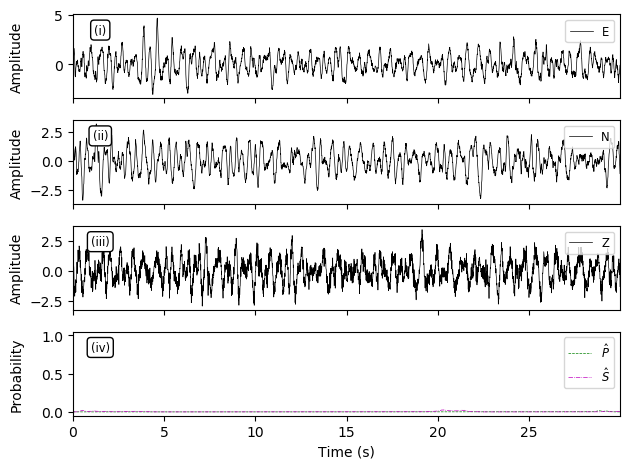 5
0
Amplitude
(i)
E
2.5
0.0
−2.5
Amplitude
(ii)
N
2.5
0.0
−2.5
Amplitude
(iii)
Z
1.0
0.5
0.0
Probability
(iv)
P̂
Ŝ
0 5 10 15 20 25
Time (s)